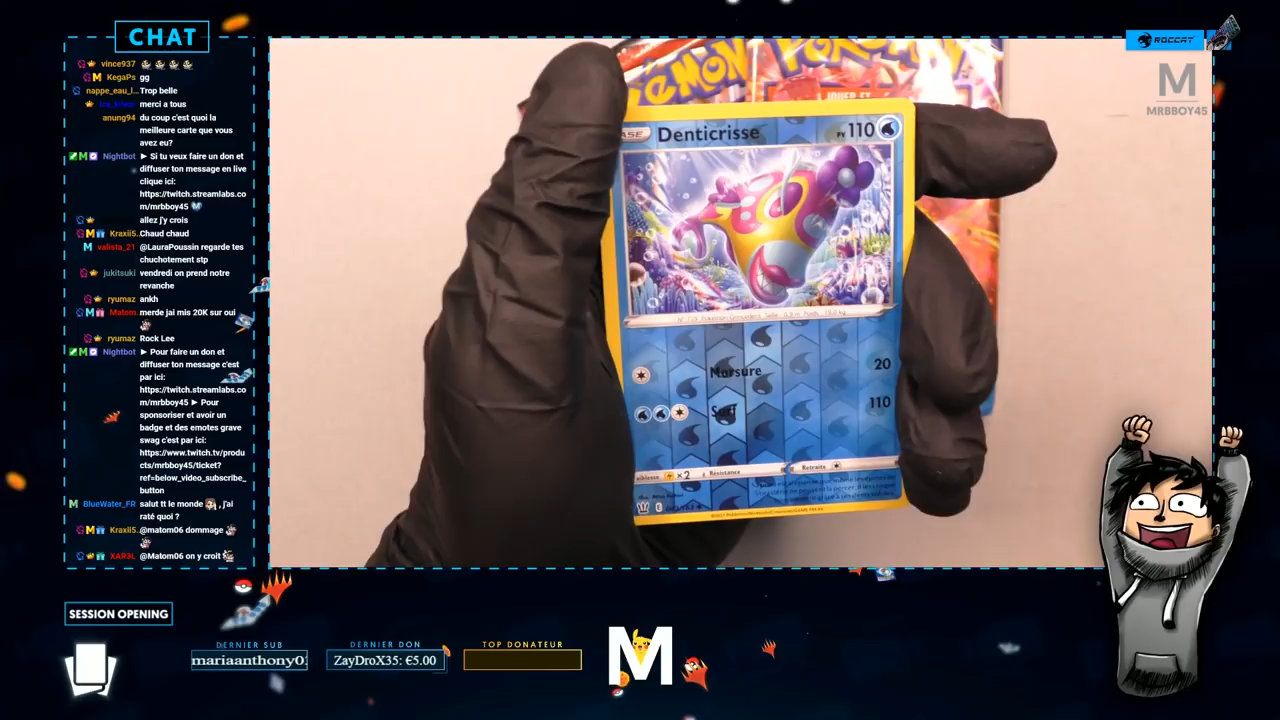 CHAT
vince937
KegaPs gg
nappe_eau_l... Trop belle
merci a tous
anung94 du coup c'est quoi la
meilleure carte que vous
avez eu?
Nightbot ► Si tu veux faire un don et
diffuser ton message en live
clique ici:
https://twitch.streamlabs.co
m/mrbboy45
allez j'y crois
Kraxii5.. Chaud chaud
valista_21 @LauraPoussin regarde tes
chuchotement stp
jukitsuki vendredi on prend notre
revanche
ryumaz ankh
Matom. merde jai mis 20K sur oui
ryumaz Rock Lee
Nightbot ► Pour faire un don et
diffuser ton message c'est
par ici:
https://twitch.streamlabs.co
m/mrbboy45 ► Pour
sponsoriser et avoir un
badge et des emotes grave
swag c'est par ici:
https://www.twitch.tv/produ
cts/mrbboy45/ticket?
ref=below_video_subscribe_
button
BlueWater_FR salut tt le monde , j'ai
raté quoi ?
Kraxii5.. @matom06 dommage
XAR3L @Matom06 on y croit
ROCCAT
M
MRBBOY45
POKÉMON
JOUER ET
Denticrisse PV 110
Morsure 20
Surf 110
×2 Résistance Retraite
SESSION OPENING
DERNIER SUB
mariaanthony0
DERNIER DON
ZayDroX35: €5.00
TOP DONATEUR
M